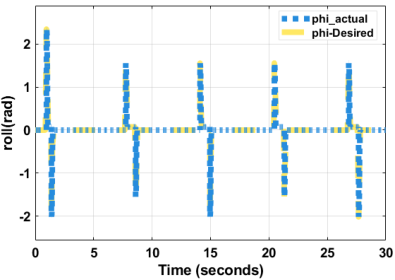 phi_actual
phi-Desired
2
1
0
-1
-2
roll(rad)
0 5 10 15 20 25 30
Time (seconds)